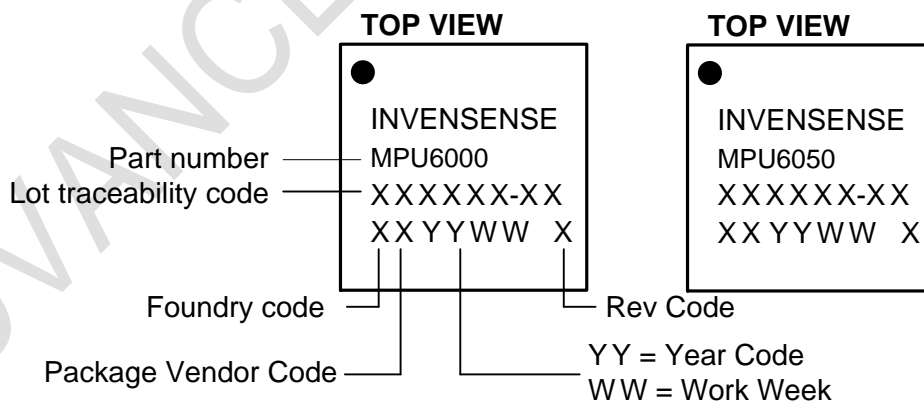 TOP VIEW
TOP VIEW
INVENSENSE
MPU6000
XXXXXX-XX
XXYYWW X
INVENSENSE
MPU6050
XXXXXX-XX
XXYYWW X
Part number
Lot traceability code
Foundry code
Rev Code
Package Vendor Code
YY = Year Code
WW = Work Week